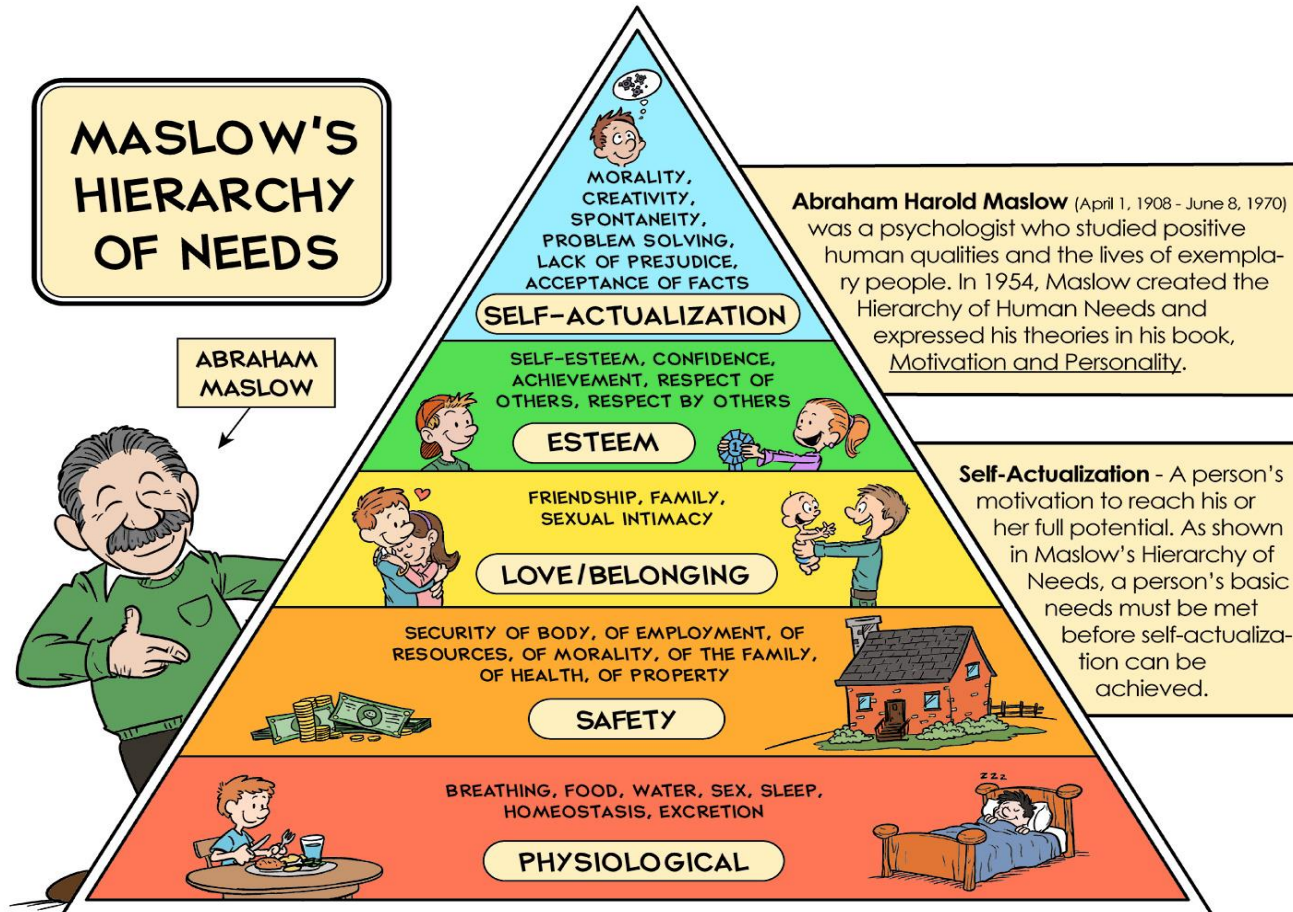 MASLOW'S
HIERARCHY
OF NEEDS
ABRAHAM
MASLOW
MORALITY,
CREATIVITY,
SPONTANEITY,
PROBLEM SOLVING,
LACK OF PREJUDICE,
ACCEPTANCE OF FACTS
SELF-ACTUALIZATION
SELF-ESTEEM, CONFIDENCE,
ACHIEVEMENT, RESPECT OF
OTHERS, RESPECT BY OTHERS
ESTEEM
1
FRIENDSHIP, FAMILY,
SEXUAL INTIMACY
LOVE/BELONGING
SECURITY OF BODY, OF EMPLOYMENT, OF
RESOURCES, OF MORALITY, OF THE FAMILY,
OF HEALTH, OF PROPERTY
SAFETY
BREATHING, FOOD, WATER, SEX, SLEEP,
HOMEOSTASIS, EXCRETION
PHYSIOLOGICAL
zzz
Abraham Harold Maslow (April 1, 1908 - June 8, 1970)
was a psychologist who studied positive
human qualities and the lives of exempla-
ry people. In 1954, Maslow created the
Hierarchy of Human Needs and
expressed his theories in his book,
Motivation and Personality.
Self-Actualization - A person's
motivation to reach his or
her full potential. As shown
in Maslow's Hierarchy of
Needs, a person's basic
needs must be met
before self-actualiza-
tion can be
achieved.